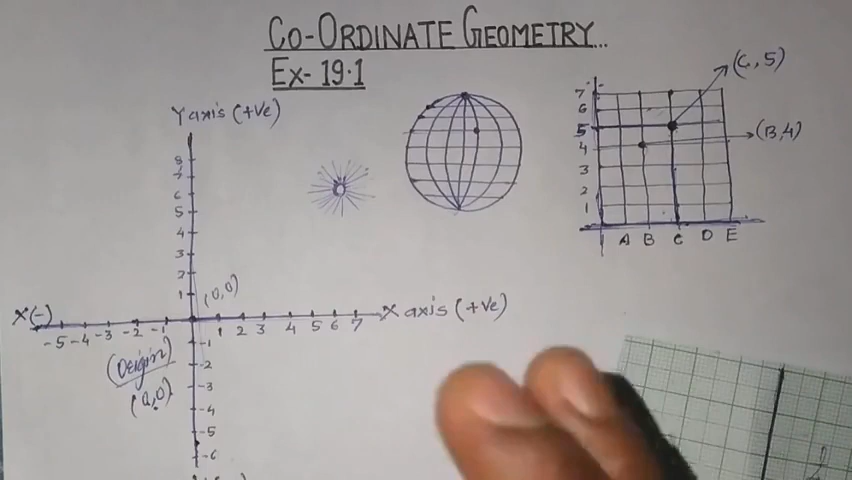 CO-ORDINATE GEOMETRY...
Ex- 19.1
Y axis (+ve)
8
7
6
5
4
3
2
1
(0,0)
X(-)
-5 -4 -3 -2 -1 1 2 3 4 5 6 7
X axis (+ve)
(Origin)
(0,0)
-1
-2
-3
-4
-5
-6
(C, 5)
(B,4)
7
6
5
4
3
2
1
A B C D E